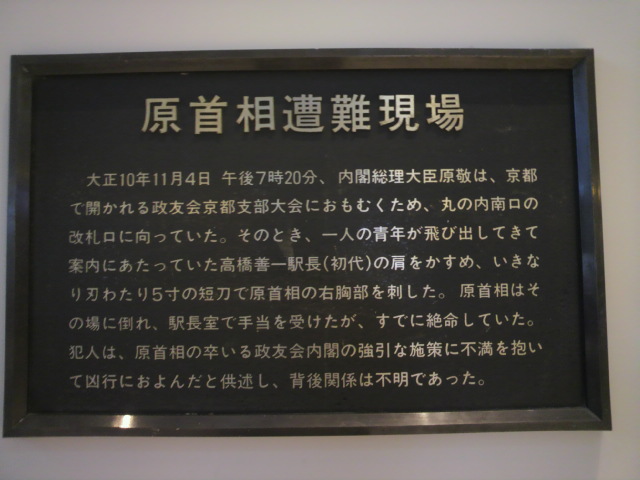 原首相遭難現場
大正10年11月4日 午後7時20分、内閣総理大臣原敬は、京都
で開かれる政友会京都支部大会におもむくため、丸の内南口の
改札口に向っていた。そのとき、一人の青年が飛び出してきて
案内にあたっていた高橋善一駅長(初代)の肩をかすめ、いきな
り刃わたり5寸の短刀で原首相の右胸部を刺した。原首相はそ
の場に倒れ、駅長室で手当を受けたが、すでに絶命していた。
犯人は、原首相の卒いる政友会内閣の強引な施策に不満を抱い
て凶行におよんだと供述し、背後関係は不明であった。